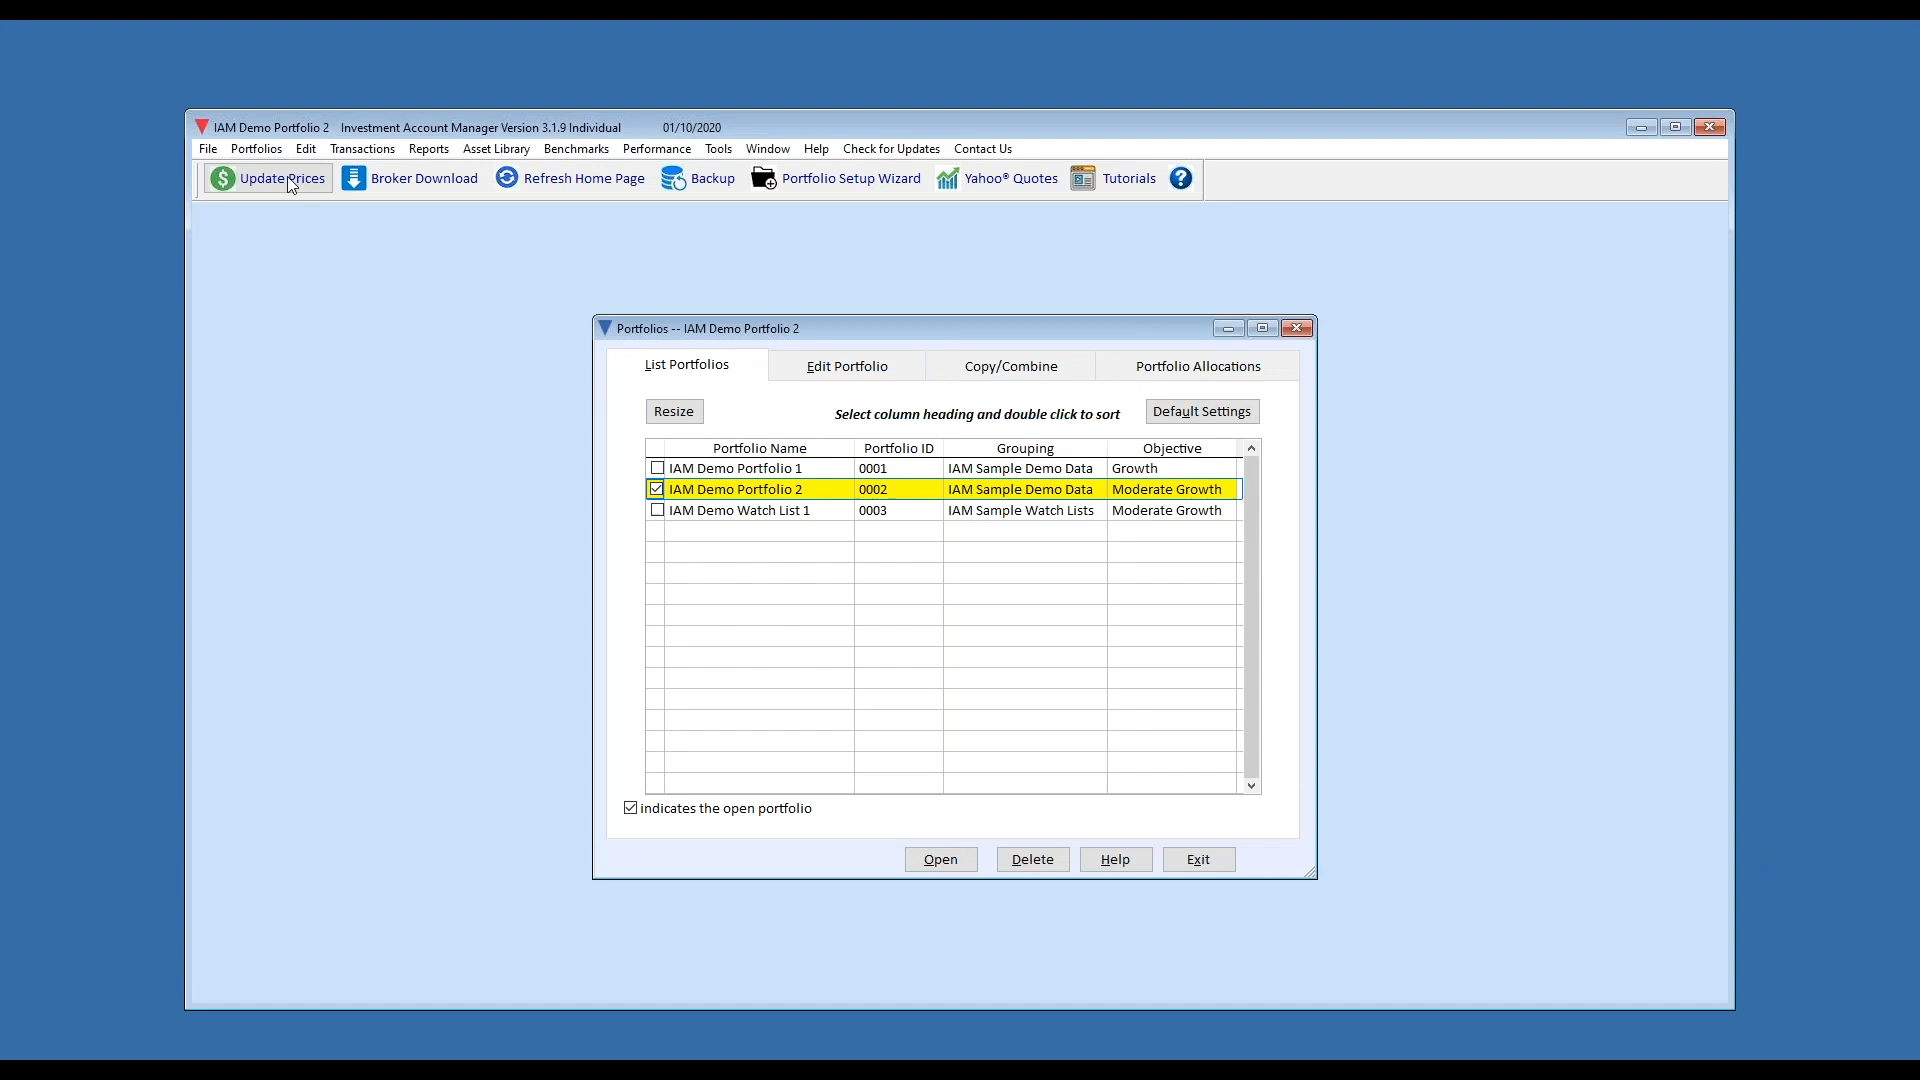 IAM Demo Portfolio 2 Investment Account Manager Version 3.1.9 Individual 01/10/2020
File Portfolios Edit Transactions Reports Asset Library Benchmarks Performance Tools Window Help Check for Updates Contact Us
$ Update Prices Broker Download Refresh Home Page Backup Portfolio Setup Wizard Yahoo® Quotes Tutorials ?
Portfolios -- IAM Demo Portfolio 2
List Portfolios Edit Portfolio Copy/Combine Portfolio Allocations
Resize Select column heading and double click to sort Default Settings
Portfolio Name Portfolio ID Grouping Objective
IAM Demo Portfolio 1 0001 IAM Sample Demo Data Growth
IAM Demo Portfolio 2 0002 IAM Sample Demo Data Moderate Growth
IAM Demo Watch List 1 0003 IAM Sample Watch Lists Moderate Growth
indicates the open portfolio
Open Delete Help Exit